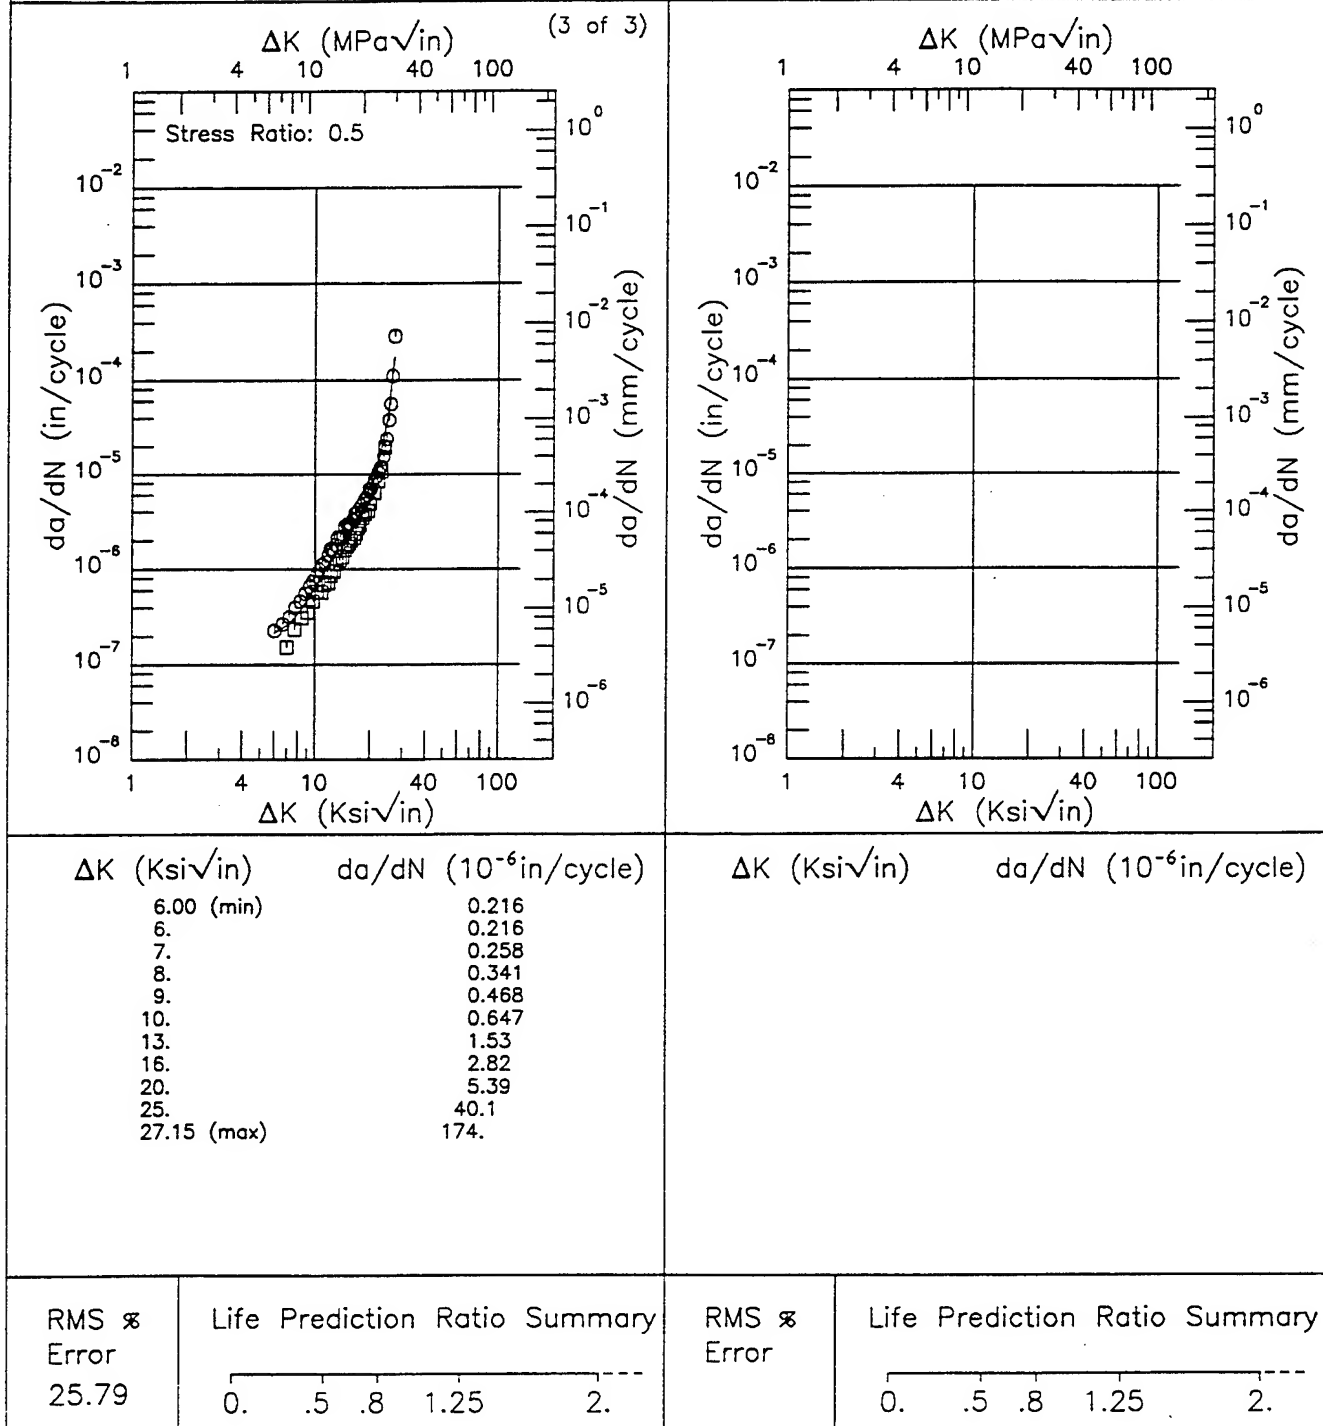 (3 of 3)
ΔK (MPa√in)
1 4 10 40 100
Stress Ratio: 0.5
da/dN (in/cycle)
10⁻²
10⁻³
10⁻⁴
10⁻⁵
10⁻⁶
10⁻⁷
10⁻⁸
10⁰
10⁻¹
10⁻²
10⁻³
10⁻⁴
10⁻⁵
10⁻⁶
da/dN (mm/cycle)
1 4 10 40 100
ΔK (Ksi√in)
ΔK (MPa√in)
1 4 10 40 100
da/dN (in/cycle)
10⁻²
10⁻³
10⁻⁴
10⁻⁵
10⁻⁶
10⁻⁷
10⁻⁸
10⁰
10⁻¹
10⁻²
10⁻³
10⁻⁴
10⁻⁵
10⁻⁶
da/dN (mm/cycle)
1 4 10 40 100
ΔK (Ksi√in)
ΔK (Ksi√in) da/dN (10⁻⁶in/cycle)
6.00 (min) 0.216
6. 0.216
7. 0.258
8. 0.341
9. 0.468
10. 0.647
13. 1.53
16. 2.82
20. 5.39
25. 40.1
27.15 (max) 174.
ΔK (Ksi√in) da/dN (10⁻⁶in/cycle)
RMS %
Error
25.79
Life Prediction Ratio Summary
0. .5 .8 1.25 2.
RMS %
Error
Life Prediction Ratio Summary
0. .5 .8 1.25 2.